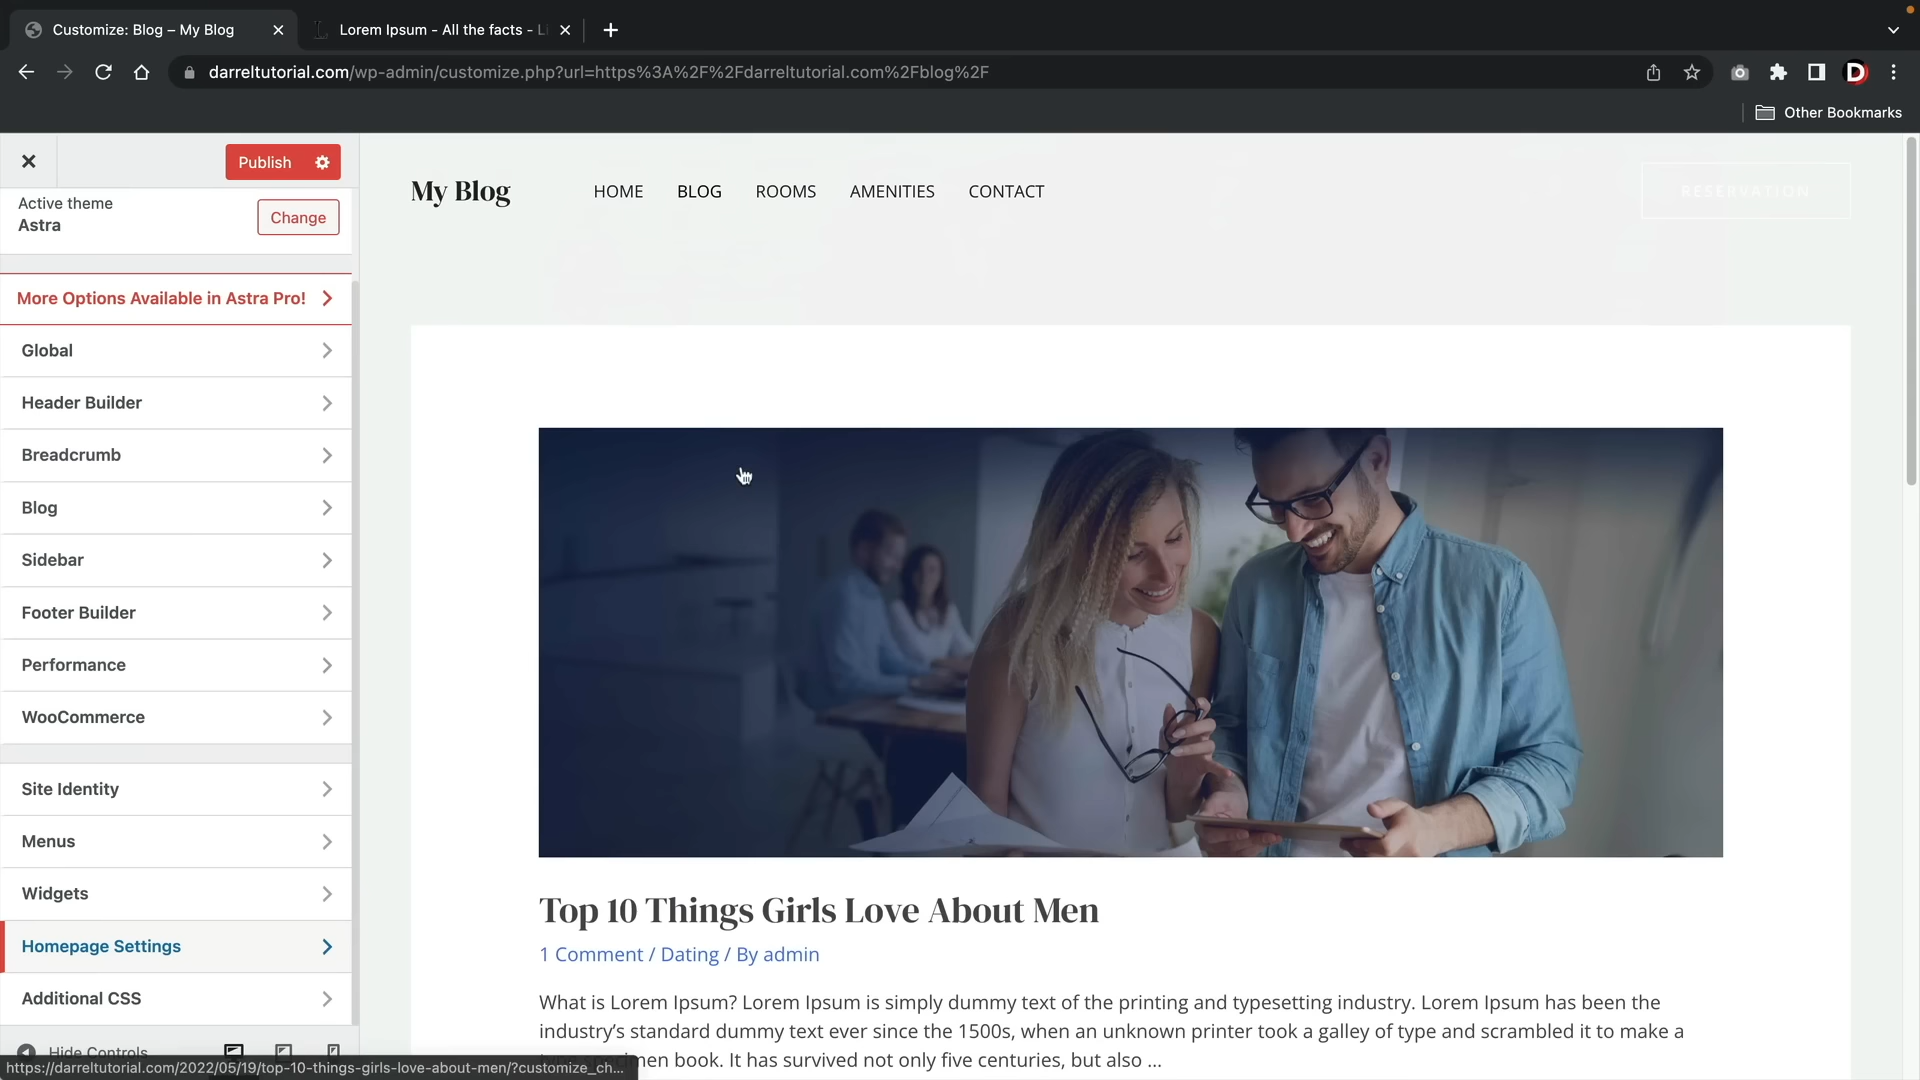 Customize: Blog – My Blog
Lorem Ipsum - All the facts - Li
darreltutorial.com/wp-admin/customize.php?url=https%3A%2F%2Fdarreltutorial.com%2Fblog%2F
Other Bookmarks
Publish
Active theme
Astra
Change
More Options Available in Astra Pro!
Global
Header Builder
Breadcrumb
Blog
Sidebar
Footer Builder
Performance
WooCommerce
Site Identity
Menus
Widgets
Homepage Settings
Additional CSS
Hide Controls
https://darreltutorial.com/2022/05/19/top-10-things-girls-love-about-men/?customize_ch...
My Blog
HOME
BLOG
ROOMS
AMENITIES
CONTACT
RESERVATION
Top 10 Things Girls Love About Men
1 Comment / Dating / By admin
What is Lorem Ipsum? Lorem Ipsum is simply dummy text of the printing and typesetting industry. Lorem Ipsum has been the
industry's standard dummy text ever since the 1500s, when an unknown printer took a galley of type and scrambled it to make a
book. It has survived not only five centuries, but also ...